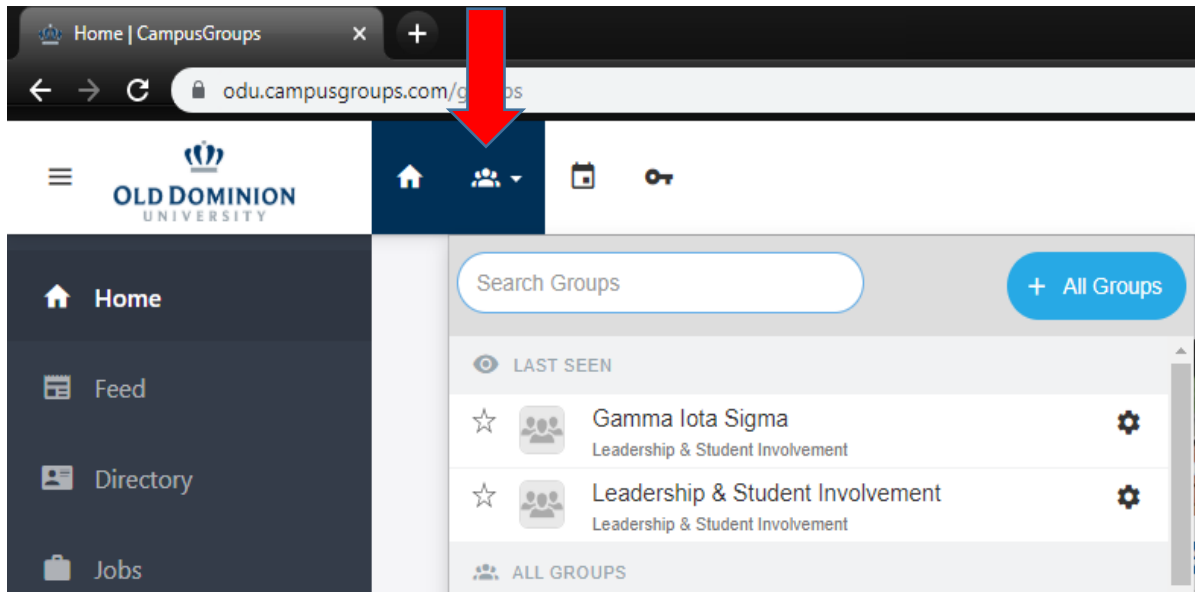 Home | CampusGroups
odu.campusgroups.com/g
OLD DOMINION
UNIVERSITY
Home
Feed
Directory
Jobs
Search Groups
+ All Groups
LAST SEEN
Gamma Iota Sigma
Leadership & Student Involvement
Leadership & Student Involvement
Leadership & Student Involvement
ALL GROUPS